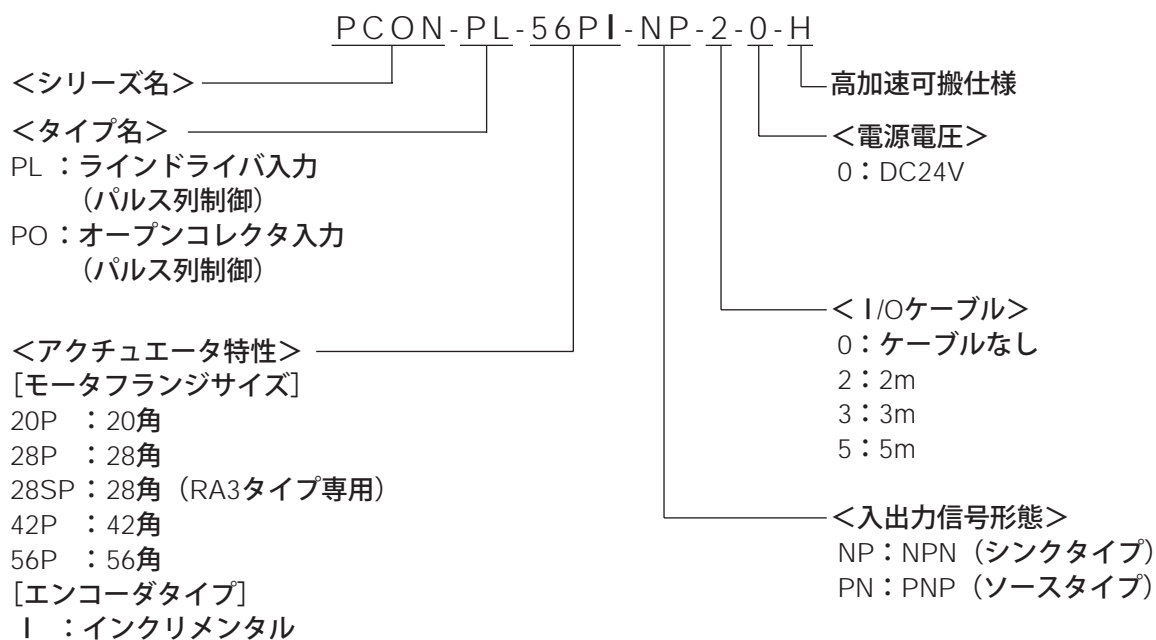 PCON-PL-56PI-NP-2-0-H
＜シリーズ名＞
＜タイプ名＞
PL：ラインドライバ入力
（パルス列制御）
PO：オープンコレクタ入力
（パルス列制御）
＜アクチュエータ特性＞
［モータフランジサイズ］
20P ：20角
28P ：28角
28SP：28角（RA3タイプ専用）
42P ：42角
56P ：56角
［エンコーダタイプ］
I ：インクリメンタル
高加速可搬仕様
＜電源電圧＞
0：DC24V
＜I/Oケーブル＞
0：ケーブルなし
2：2m
3：3m
5：5m
＜入出力信号形態＞
NP：NPN（シンクタイプ）
PN：PNP（ソースタイプ）